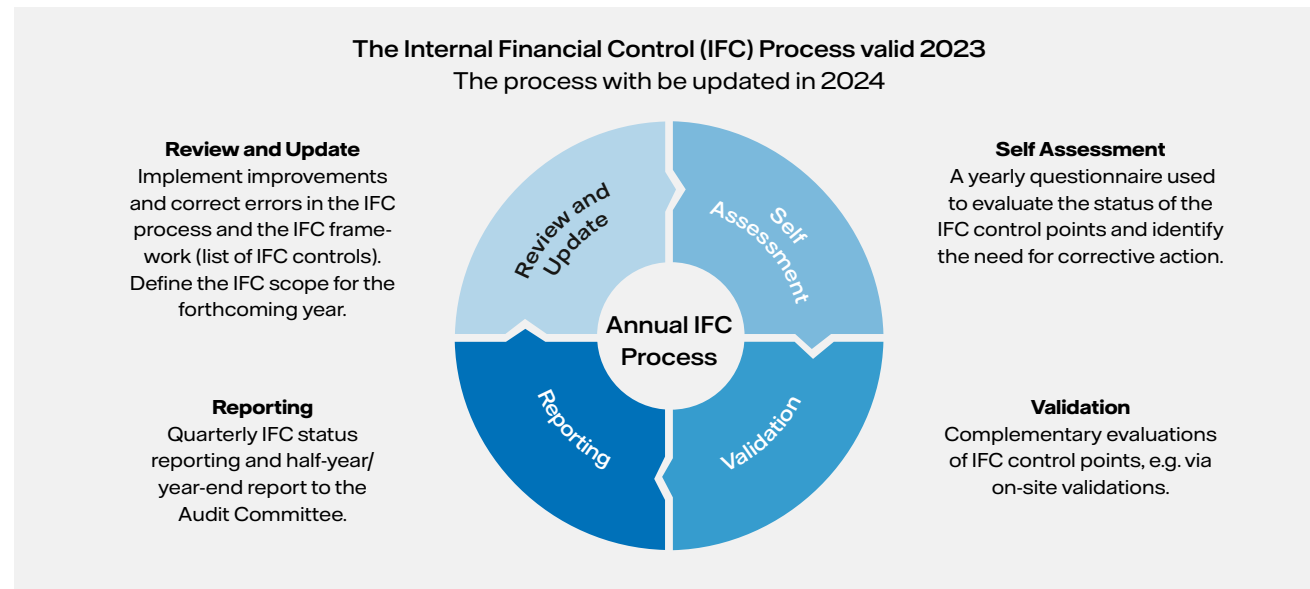 The Internal Financial Control (IFC) Process valid 2023
The process with be updated in 2024
Review and Update
Implement improvements
and correct errors in the IFC
process and the IFC frame-
work (list of IFC controls).
Define the IFC scope for the
forthcoming year.
Self Assessment
A yearly questionnaire used
to evaluate the status of the
IFC control points and identify
the need for corrective action.
Review and
Update
Self
Assessment
Annual IFC
Process
Reporting
Validation
Reporting
Quarterly IFC status
reporting and half-year/
year-end report to the
Audit Committee.
Validation
Complementary evaluations
of IFC control points, e.g. via
on-site validations.